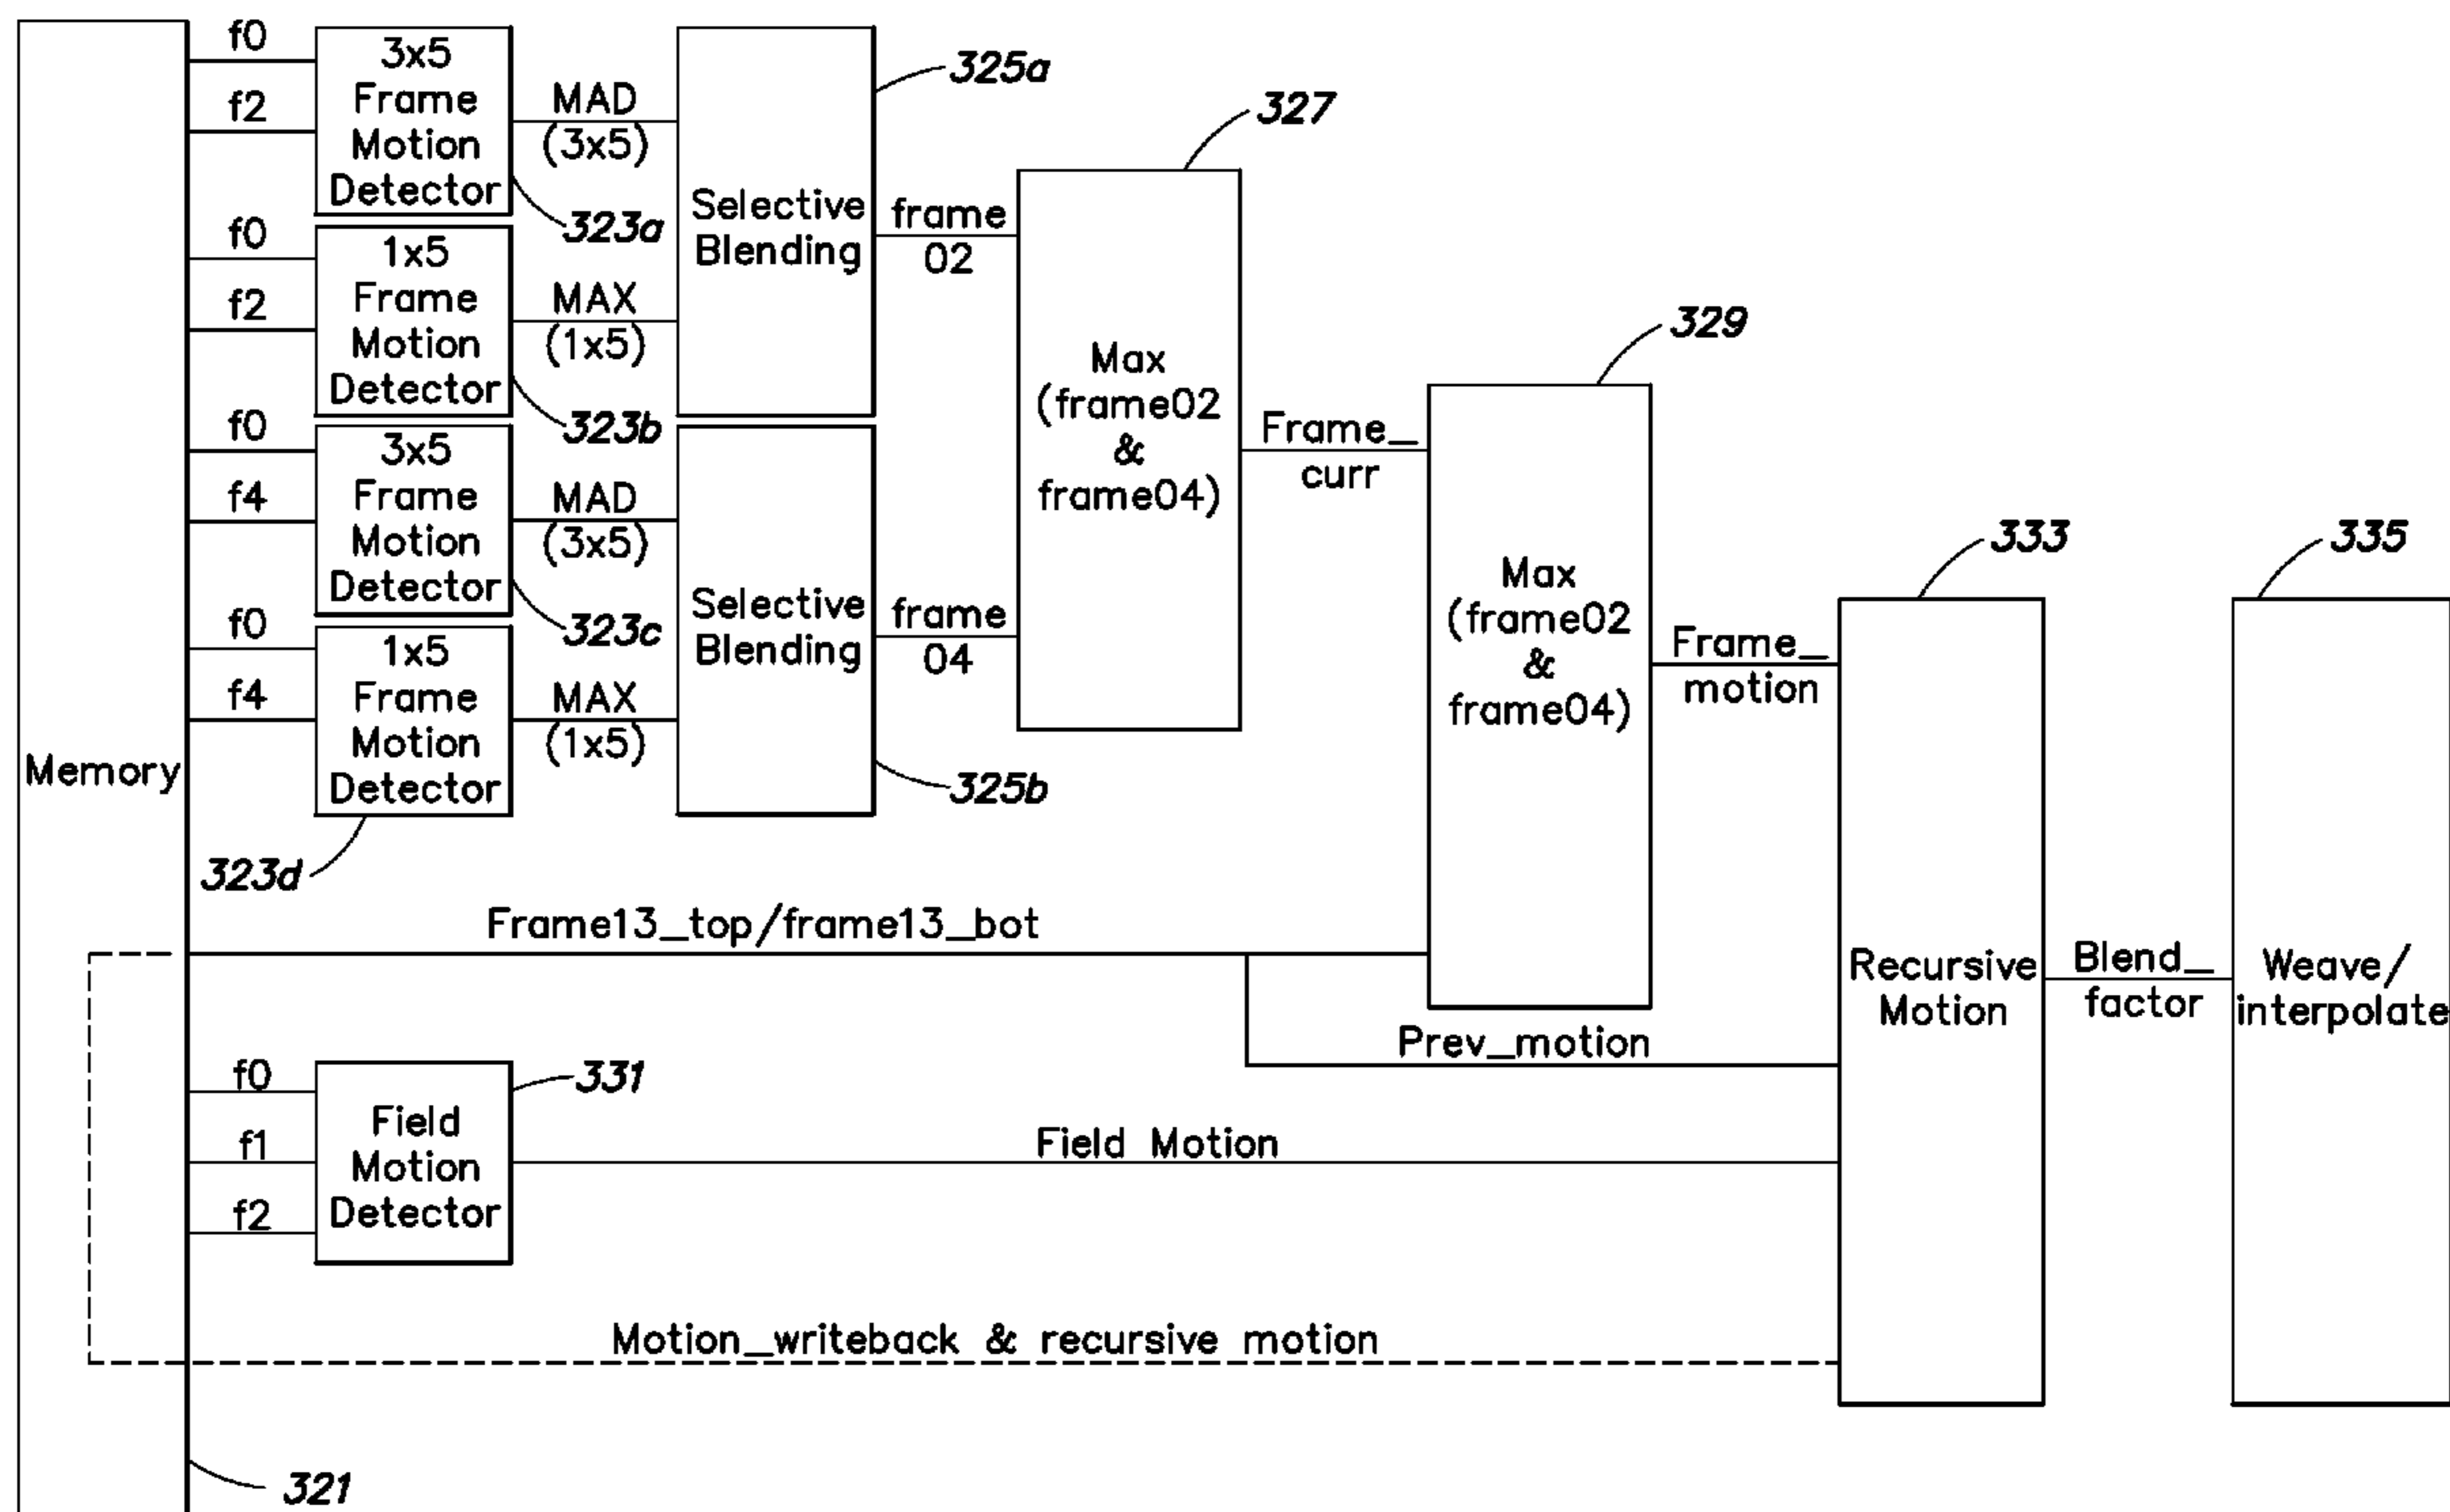 Memory
321
f0
f2
3x5
Frame
Motion
Detector
323a
MAD
(3x5)
f0
f2
1x5
Frame
Motion
Detector
323b
MAX
(1x5)
Selective
Blending
325a
frame
02
f0
f4
3x5
Frame
Motion
Detector
323c
MAD
(3x5)
f0
f4
1x5
Frame
Motion
Detector
323d
MAX
(1x5)
Selective
Blending
325b
frame
04
Max
(frame02
&
frame04)
327
Frame_
curr
Max
(frame02
&
frame04)
329
Frame_
motion
Frame13_top/frame13_bot
Prev_motion
f0
f1
f2
Field
Motion
Detector
331
Field Motion
Motion_writeback & recursive motion
Recursive
Motion
333
Blend_
factor
Weave/
interpolate
335